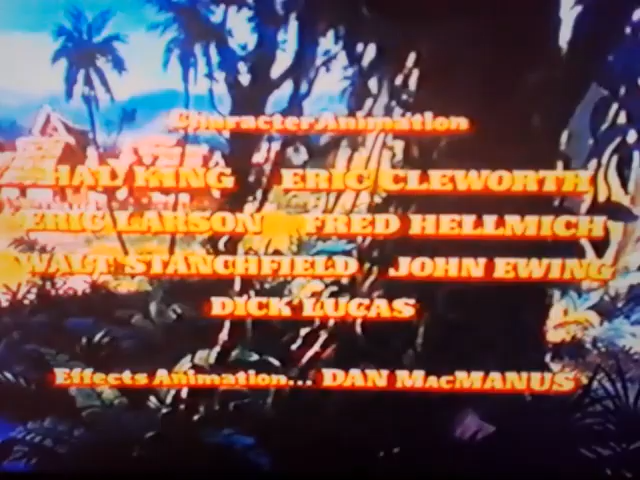 Character Animation
HAL KING ERIC CLEWORTH
ERIC LARSON FRED HELLMICH
WALT STANCHFIELD JOHN EWING
DICK LUCAS
Effects Animation... DAN MacMANUS